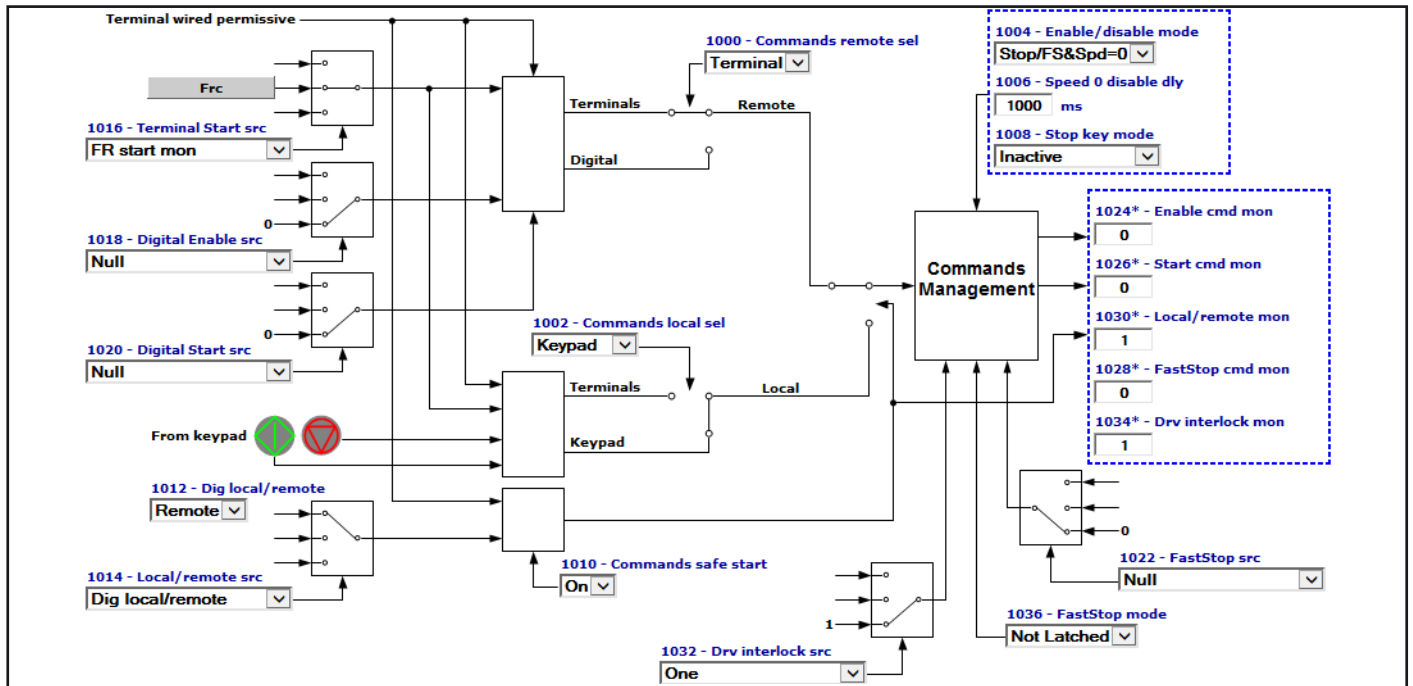 Terminal wired permissive
Frc
1016 - Terminal Start src
FR start mon
0
1018 - Digital Enable src
Null
0
1020 - Digital Start src
Null
From keypad
1012 - Dig local/remote
Remote
1014 - Local/remote src
Dig local/remote
1000 - Commands remote sel
Terminal
Terminals
Remote
Digital
1002 - Commands local sel
Keypad
Terminals
Local
Keypad
1010 - Commands safe start
On
1
1032 - Drv interlock src
One
Commands
Management
1004 - Enable/disable mode
Stop/FS&Spd=0
1006 - Speed 0 disable dly
1000 ms
1008 - Stop key mode
Inactive
1024* - Enable cmd mon
0
1026* - Start cmd mon
0
1030* - Local/remote mon
1
1028* - FastStop cmd mon
0
1034* - Drv interlock mon
1
0
1022 - FastStop src
Null
1036 - FastStop mode
Not Latched